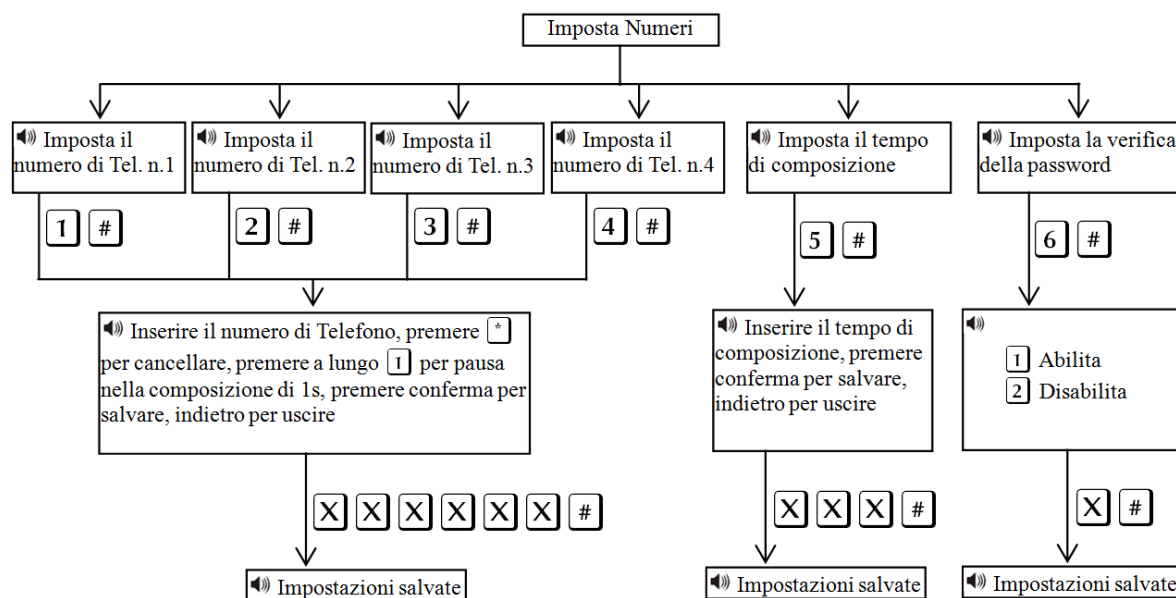 Imposta Numeri
Imposta il
numero di Tel. n.1
Imposta il
numero di Tel. n.2
Imposta il
numero di Tel. n.3
Imposta il
numero di Tel. n.4
Imposta il tempo
di composizione
Imposta la verifica
della password
1 #
2 #
3 #
4 #
5 #
6 #
Inserire il numero di Telefono, premere *
per cancellare, premere a lungo 1 per pausa
nella composizione di 1s, premere conferma per
salvare, indietro per uscire
Inserire il tempo di
composizione, premere
conferma per salvare,
indietro per uscire
1 Abilita
2 Disabilita
X X X X X X #
X X X #
X #
Impostazioni salvate
Impostazioni salvate
Impostazioni salvate